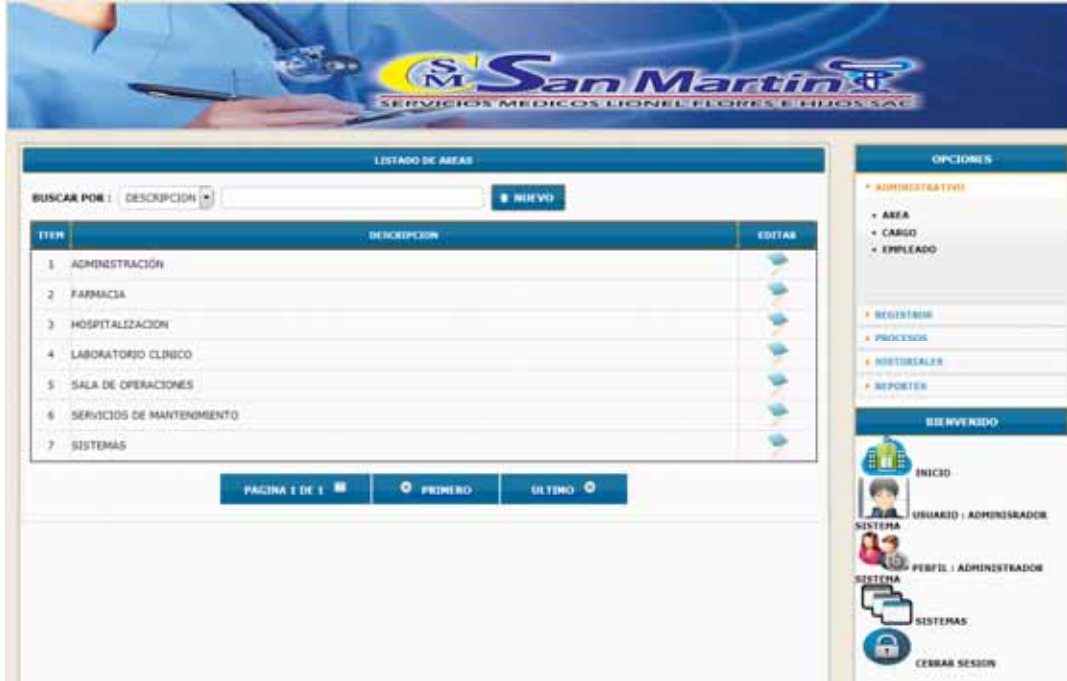 CSM San Martin
SERVICIOS MEDICOS LIONEL FLORES E HIJOS SAC
LISTADO DE AREAS
BUSCAR POR : DESCRIPCION
NUEVO
ITEM DESCRIPCION EDITAR
1 ADMINISTRACIÓN
2 FARMACIA
3 HOSPITALIZACION
4 LABORATORIO CLINICO
5 SALA DE OPERACIONES
6 SERVICIOS DE MANTENIMIENTO
7 SISTEMAS
PAGINA 1 DE 1 PRIMERO ULTIMO
OPCIONES
ADMINISTRATIVO
AREA
CARGO
EMPLEADO
REGISTROS
PROCESOS
HISTORIALES
REPORTES
BIENVENIDO
INICIO
USUARIO : ADMINISRADOR
SISTEMA
PERFIL : ADMINISTRADOR
SISTEMA
SISTEMAS
CERRAR SESION